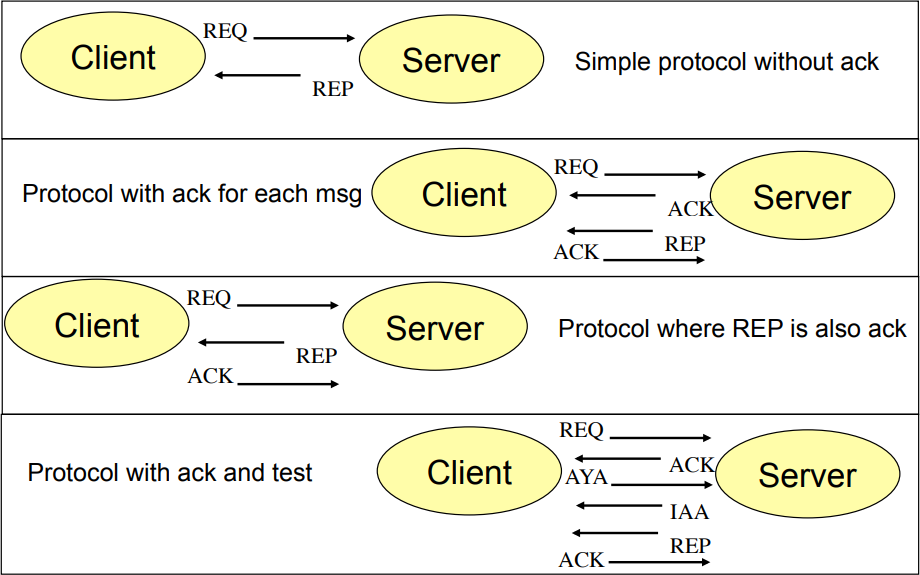 Client
REQ
REP
Server
Simple protocol without ack
Protocol with ack for each msg
Client
REQ
ACK
REP
ACK
Server
Client
REQ
REP
ACK
Server
Protocol where REP is also ack
Protocol with ack and test
Client
REQ
ACK
AYA
IAA
REP
ACK
Server